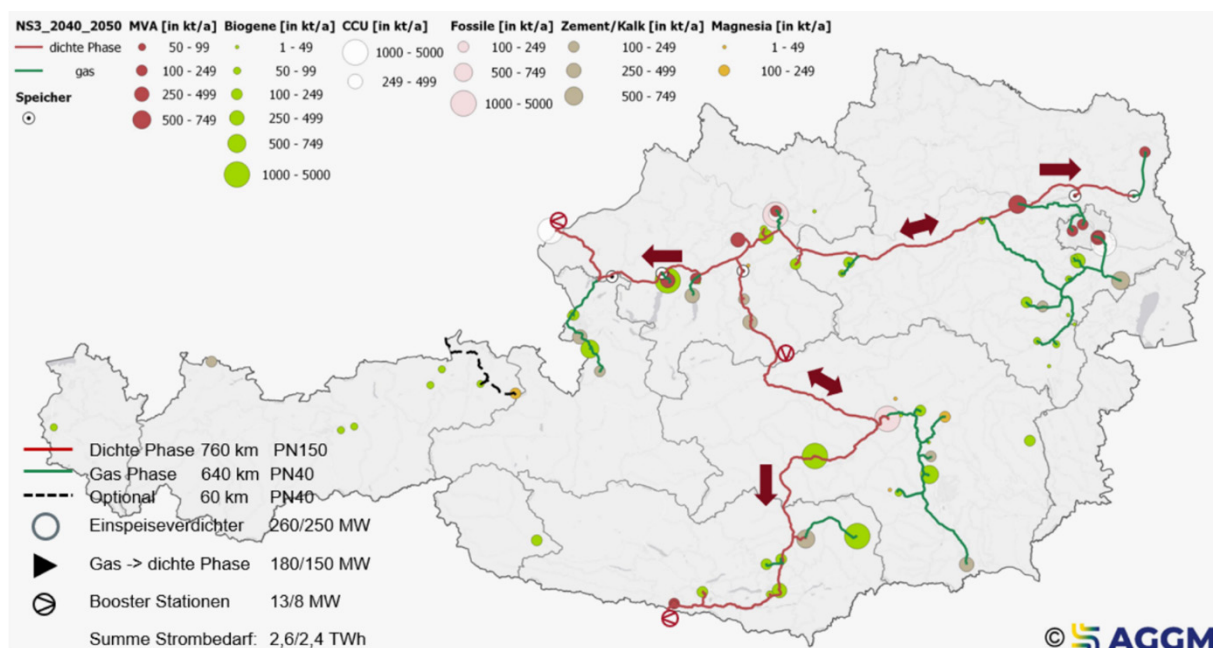 NS3_2040_2050 MVA [in kt/a] Biogene [in kt/a] CCU [in kt/a] Fossile [in kt/a] Zement/Kalk [in kt/a] Magnesia [in kt/a]
dichte Phase 50 - 99 1 - 49 1000 - 5000 100 - 249 100 - 249 1 - 49
gas 100 - 249 50 - 99 249 - 499 500 - 749 250 - 499 100 - 249
Speicher 250 - 499 100 - 249 1000 - 5000 500 - 749
500 - 749 250 - 499
500 - 749
1000 - 5000
Dichte Phase 760 km PN150
Gas Phase 640 km PN40
Optional 60 km PN40
Einspeiseverdichter 260/250 MW
Gas -> dichte Phase 180/150 MW
Booster Stationen 13/8 MW
Summe Strombedarf: 2,6/2,4 TWh
© AGGM